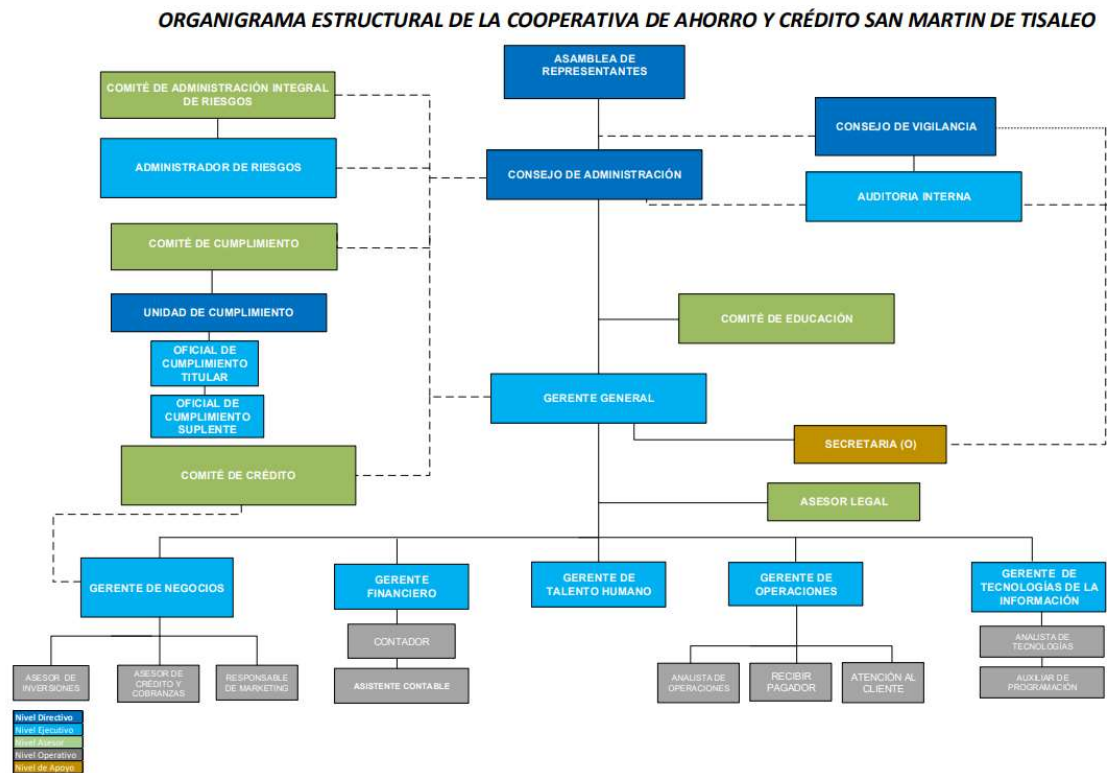 ORGANIGRAMA ESTRUCTURAL DE LA COOPERATIVA DE AHORRO Y CRÉDITO SAN MARTIN DE TISALEO
ASAMBLEA DE
REPRESENTANTES
COMITÉ DE ADMINISTRACIÓN INTEGRAL
DE RIESGOS
CONSEJO DE VIGILANCIA
ADMINISTRADOR DE RIESGOS
CONSEJO DE ADMINISTRACIÓN
AUDITORIA INTERNA
COMITÉ DE CUMPLIMIENTO
UNIDAD DE CUMPLIMIENTO
COMITÉ DE EDUCACIÓN
OFICIAL DE
CUMPLIMIENTO
TITULAR
OFICIAL DE
CUMPLIMIENTO
SUPLENTE
GERENTE GENERAL
SECRETARIA (O)
COMITÉ DE CRÉDITO
ASESOR LEGAL
GERENTE DE NEGOCIOS
GERENTE
FINANCIERO
GERENTE DE
TALENTO HUMANO
GERENTE DE
OPERACIONES
GERENTE DE
TECNOLOGÍAS DE LA
INFORMACIÓN
CONTADOR
ANALISTA DE
TECNOLOGÍAS
ASESOR DE
INVERSIONES
ASESOR DE
CRÉDITO Y
COBRANZAS
RESPONSABLE
DE MARKETING
ASISTENTE CONTABLE
ANALISTA DE
OPERACIONES
RECIBIR
PAGADOR
ATENCIÓN AL
CLIENTE
AUXILIAR DE
PROGRAMACIÓN
Nivel Directivo
Nivel Ejecutivo
Nivel Asesor
Nivel Operativo
Nivel de Apoyo